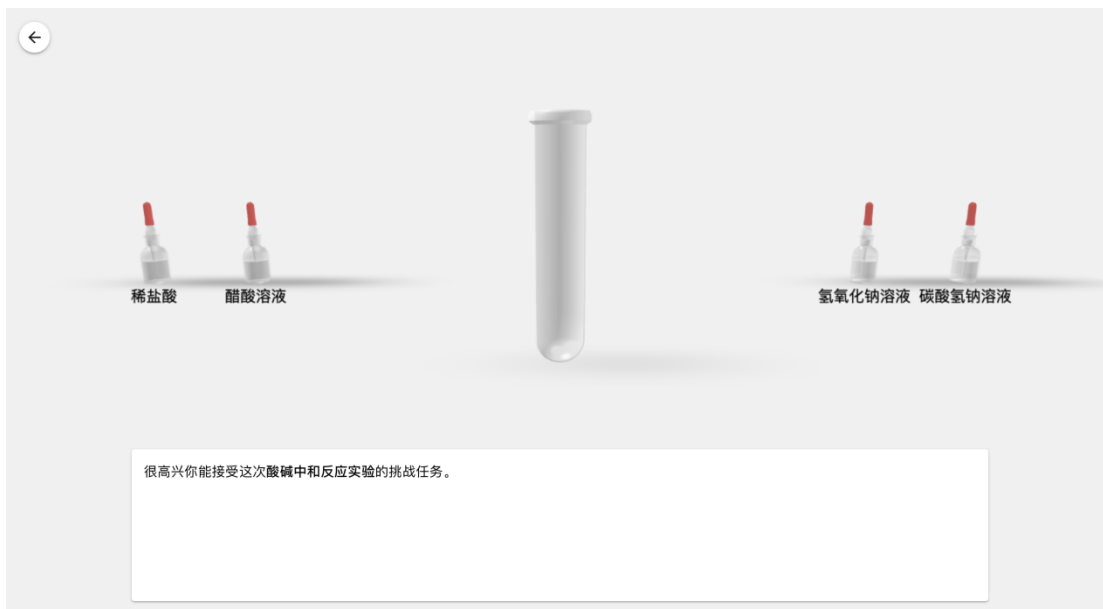 稀盐酸 醋酸溶液 氢氧化钠溶液 碳酸氢钠溶液
很高兴你能接受这次酸碱中和反应实验的挑战任务。